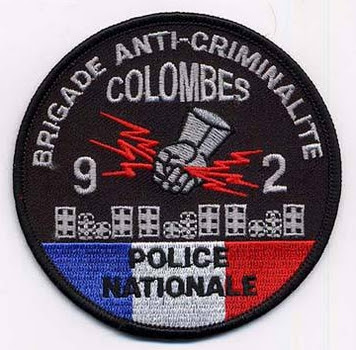 BRIGADE ANTI-CRIMINALITE
COLOMBES
9 2
POLICE
NATIONALE